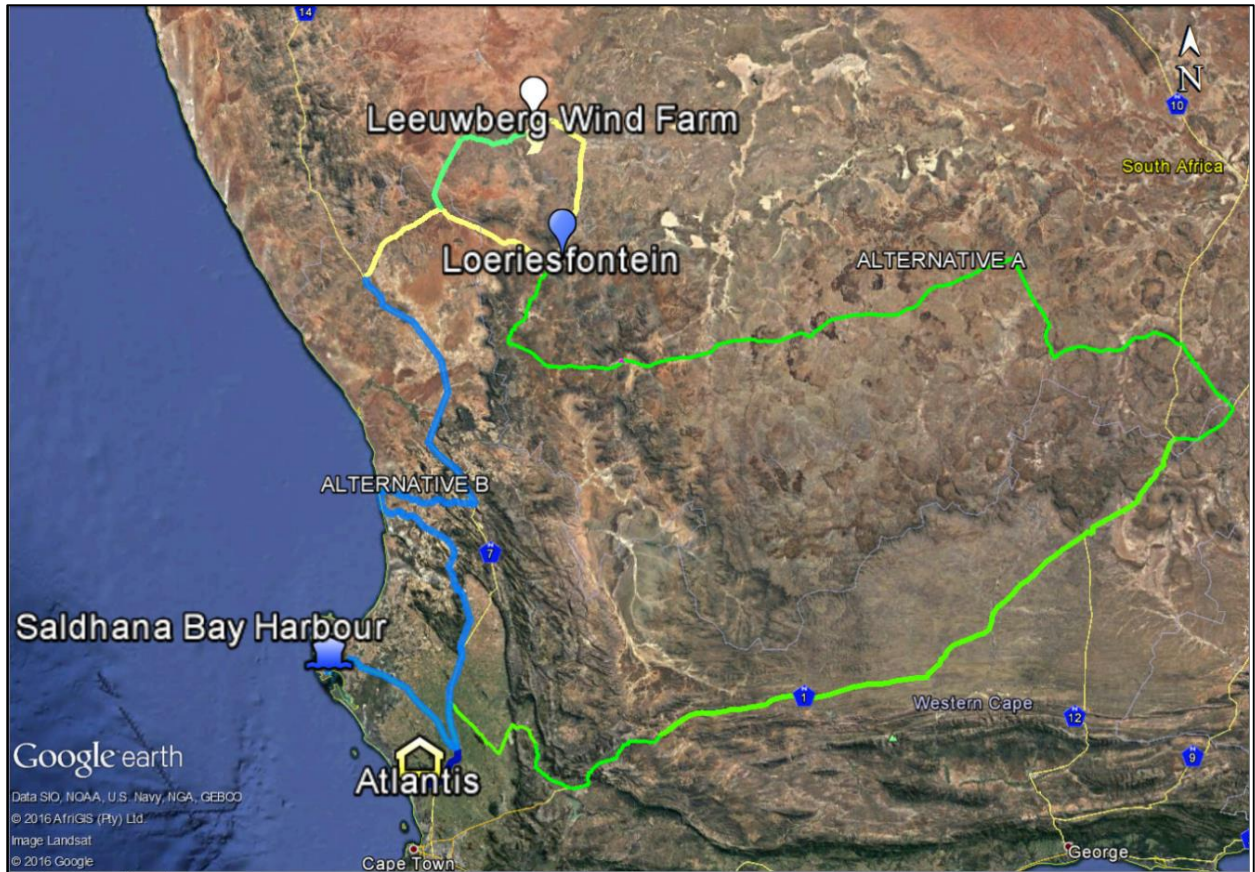 14
N
10
Leeuwberg Wind Farm
South Africa
Loeriesfontein
ALTERNATIVE A
ALTERNATIVE B
N
7
Saldhana Bay Harbour
N
1
Western Cape
N
12
N
9
Google earth
Atlantis
Data SIO, NOAA, U.S. Navy, NGA, GEBCO
© 2016 AfriGIS (Pty) Ltd.
Image Landsat
© 2016 Google
Cape Town
George